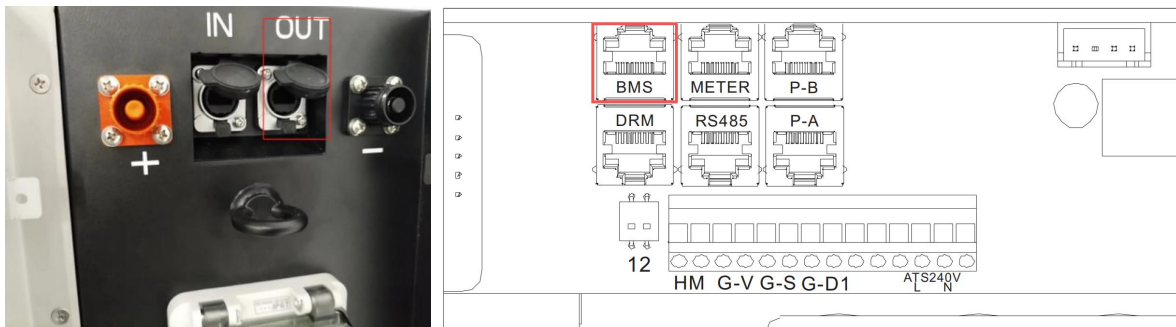 IN OUT
+ -
BMS METER P-B
DRM RS485 P-A
12
HM G-V G-S G-D1 ATS240V
L N